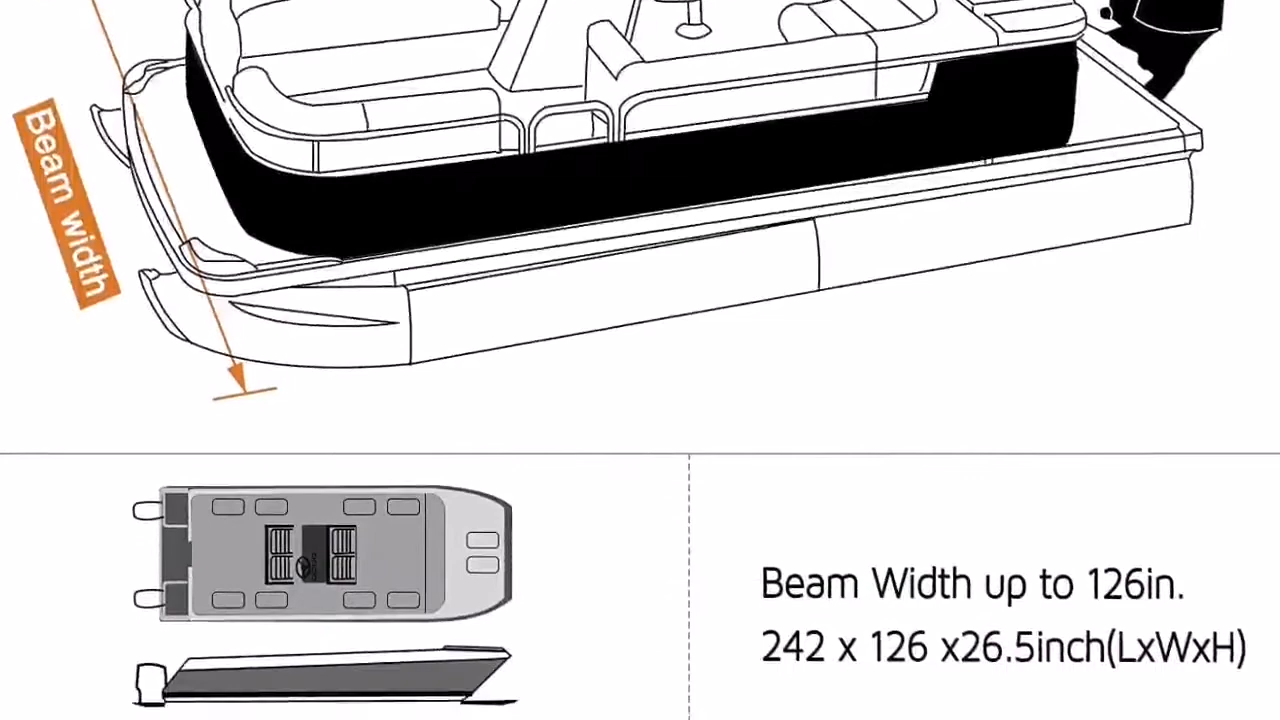 Beam width
Beam Width up to 126in.
242 x 126 x26.5inch(LxWxH)